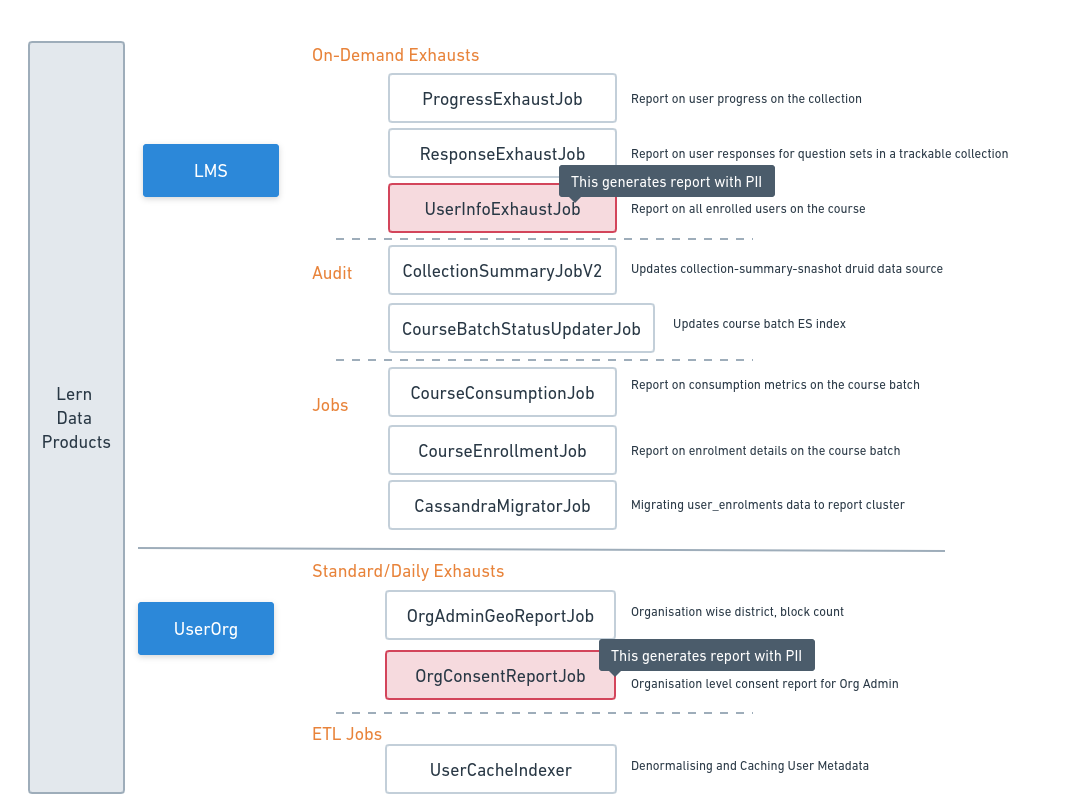 On-Demand Exhausts
ProgressExhaustJob
Report on user progress on the collection
ResponseExhaustJob
Report on user responses for question sets in a trackable collection
LMS
This generates report with PII
UserInfoExhaustJob
Report on all enrolled users on the course
Audit
CollectionSummaryJobV2
Updates collection-summary-snashot druid data source
CourseBatchStatusUpdaterJob
Updates course batch ES index
Jobs
CourseConsumptionJob
Report on consumption metrics on the course batch
Lern
Data
Products
CourseEnrollmentJob
Report on enrolment details on the course batch
CassandraMigratorJob
Migrating user_enrolments data to report cluster
Standard/Daily Exhausts
OrgAdminGeoReportJob
Organisation wise district, block count
UserOrg
This generates report with PII
OrgConsentReportJob
Organisation level consent report for Org Admin
ETL Jobs
UserCacheIndexer
Denormalising and Caching User Metadata